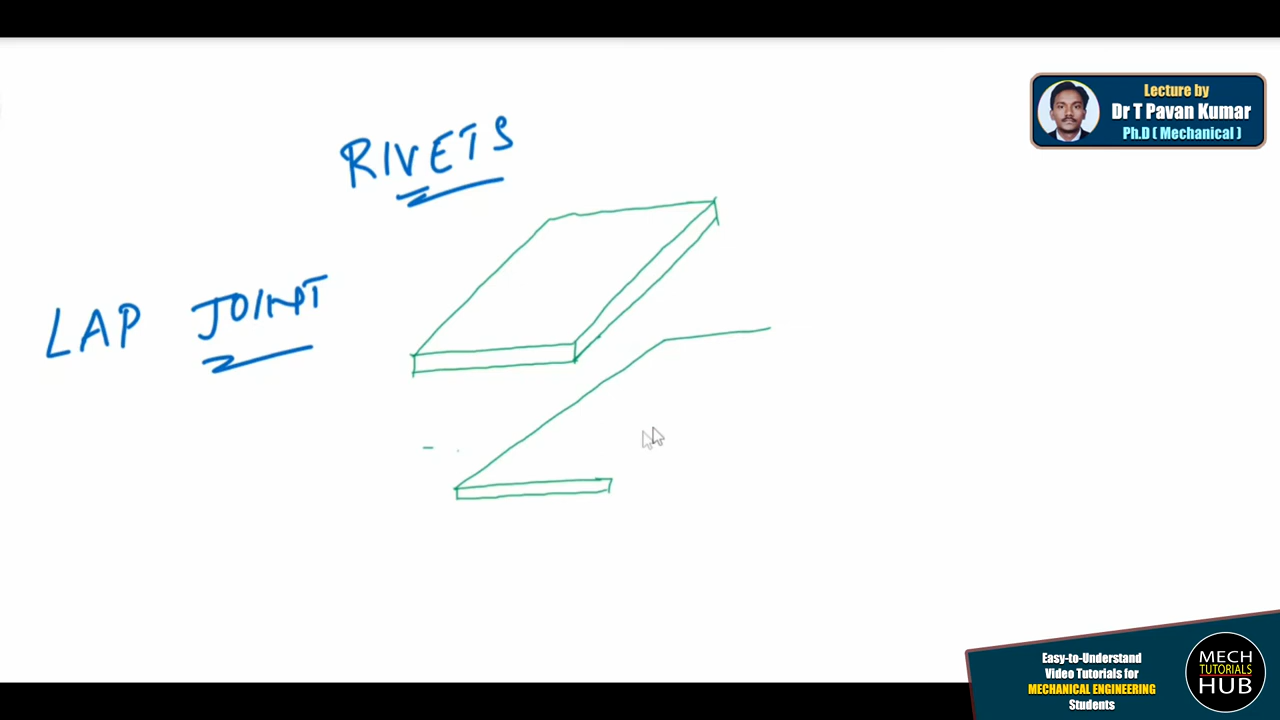 Lecture by
Dr T Pavan Kumar
Ph.D ( Mechanical )
RIVETS
LAP JOINT
Easy-to-Understand
Video Tutorials for
MECHANICAL ENGINEERING
Students
MECH
TUTORIALS
HUB